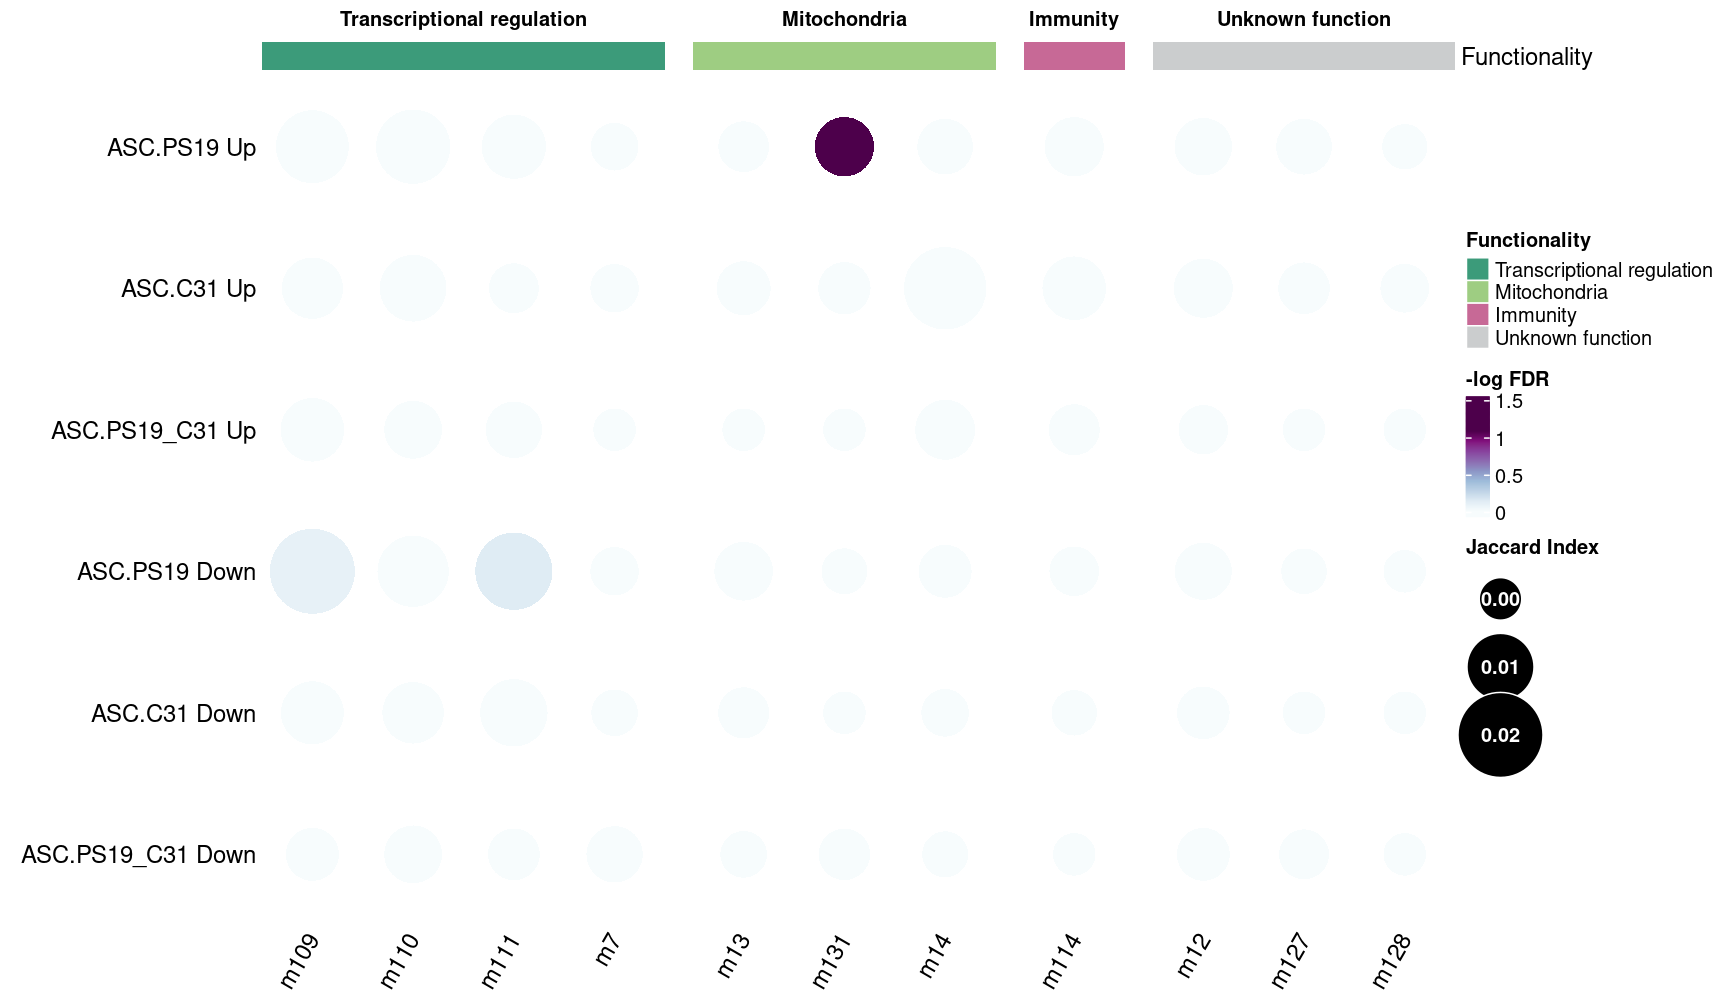 Transcriptional regulation
Mitochondria
Immunity
Unknown function
Functionality
ASC.PS19 Up
ASC.C31 Up
ASC.PS19_C31 Up
ASC.PS19 Down
ASC.C31 Down
ASC.PS19_C31 Down
m109
m110
m111
m7
m13
m131
m14
m114
m12
m127
m128
Functionality
Transcriptional regulation
Mitochondria
Immunity
Unknown function
-log FDR
1.5
1
0.5
0
Jaccard Index
0.00
0.01
0.02